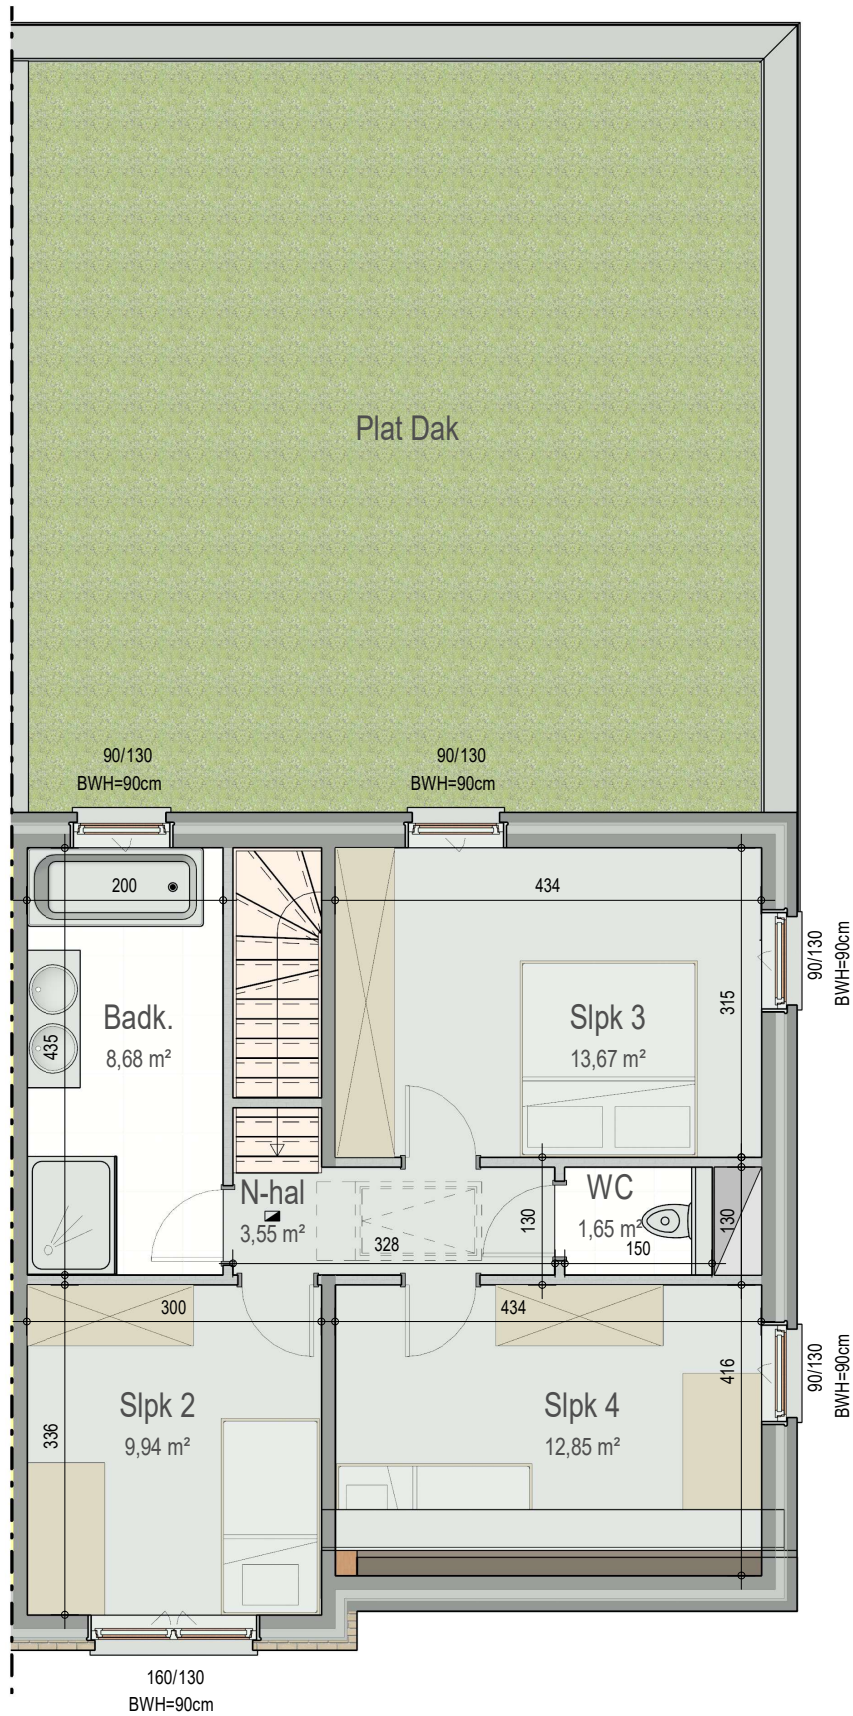 Plat Dak
90/130
BWH=90cm
90/130
BWH=90cm
200
434
90/130
BWH=90cm
315
Badk.
8,68 m²
435
Slpk 3
13,67 m²
N-hal
3,55 m²
328
130
WC
1,65 m²
150
130
300
434
90/130
BWH=90cm
416
Slpk 2
9,94 m²
336
Slpk 4
12,85 m²
160/130
BWH=90cm